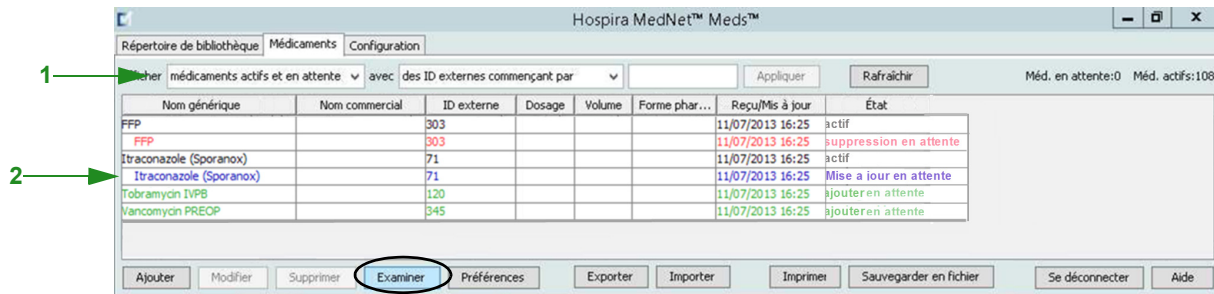 Hospira MedNet™ Meds™
Répertoire de bibliothèque Médicaments Configuration
1 médicaments actifs et en attente avec des ID externes commençant par Appliquer Rafraîchir Méd. en attente:0 Méd. actifs:108
Nom générique Nom commercial ID externe Dosage Volume Forme phar... Reçu/Mis à jour État
FFP 303 11/07/2013 16:25 actif
FFP 303 11/07/2013 16:25 suppression en attente
Itraconazole (Sporanox) 71 11/07/2013 16:25 actif
2 Itraconazole (Sporanox) 71 11/07/2013 16:25 Mise a jour en attente
Tobramycin IVPB 120 11/07/2013 16:25 ajouter en attente
Vancomycin PREOP 345 11/07/2013 16:25 ajouter en attente
Ajouter Modifier Supprimer Examiner Préférences Exporter Importer Imprimer Sauvegarder en fichier Se déconnecter Aide